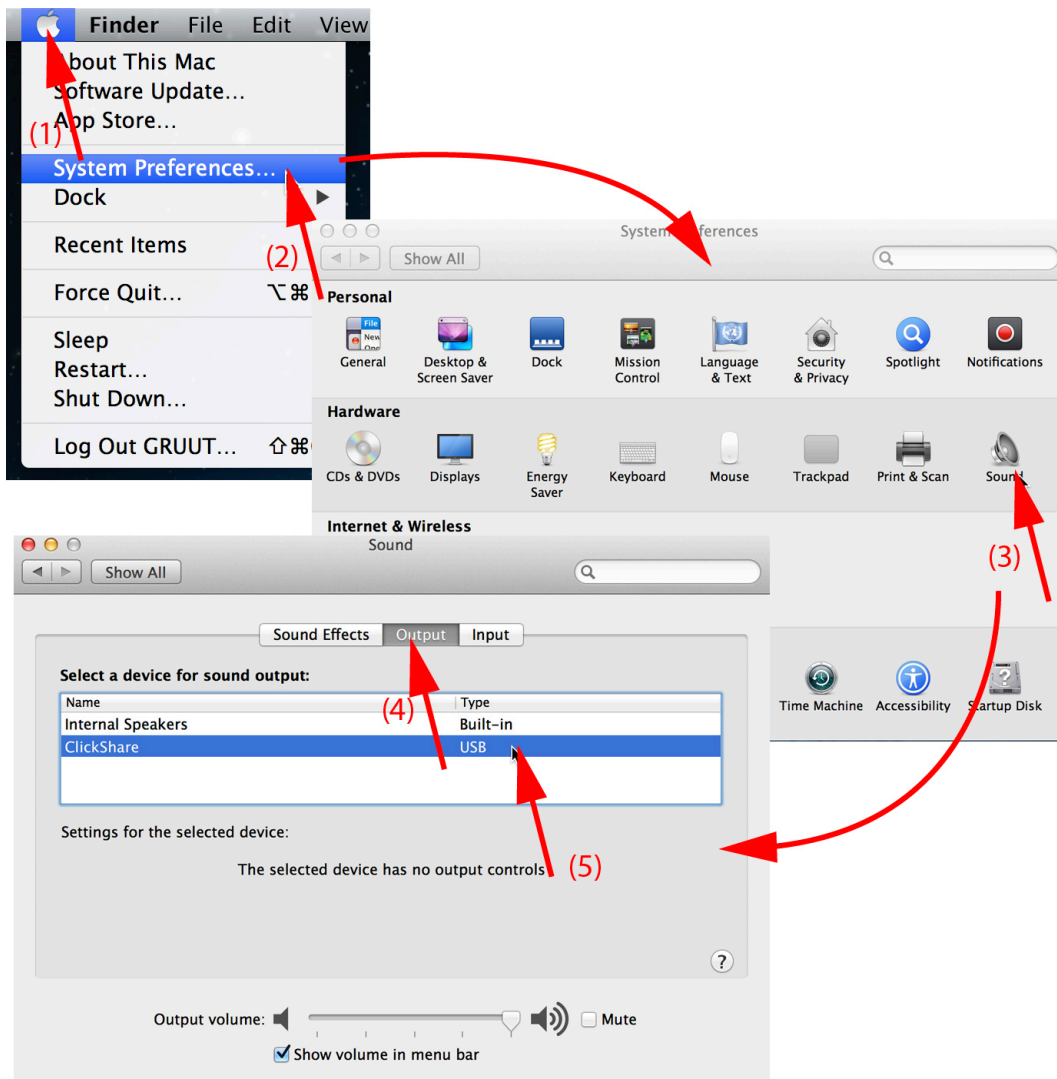 Finder File Edit View
About This Mac
Software Update...
App Store...
(1)
System Preferences...
Dock
Recent Items
(2)
Force Quit... ⌥⌘
Sleep
Restart...
Shut Down...
Log Out GRUUT... ⇧⌘
System Preferences
Show All
Personal
General
Desktop & Screen Saver
Dock
Mission Control
Language & Text
Security & Privacy
Spotlight
Notifications
Hardware
CDs & DVDs
Displays
Energy Saver
Keyboard
Mouse
Trackpad
Print & Scan
Sound
(3)
Internet & Wireless
Time Machine
Accessibility
Startup Disk
Sound
Show All
Sound Effects Output Input
Select a device for sound output:
(4)
Name Type
Internal Speakers Built-in
ClickShare USB
Settings for the selected device:
The selected device has no output controls
(5)
?
Output volume: Mute
Show volume in menu bar